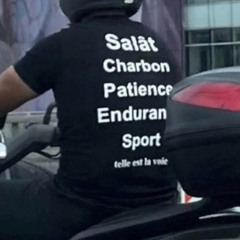 Salât
Charbon
Patience
Enduran
Sport
telle est la voie